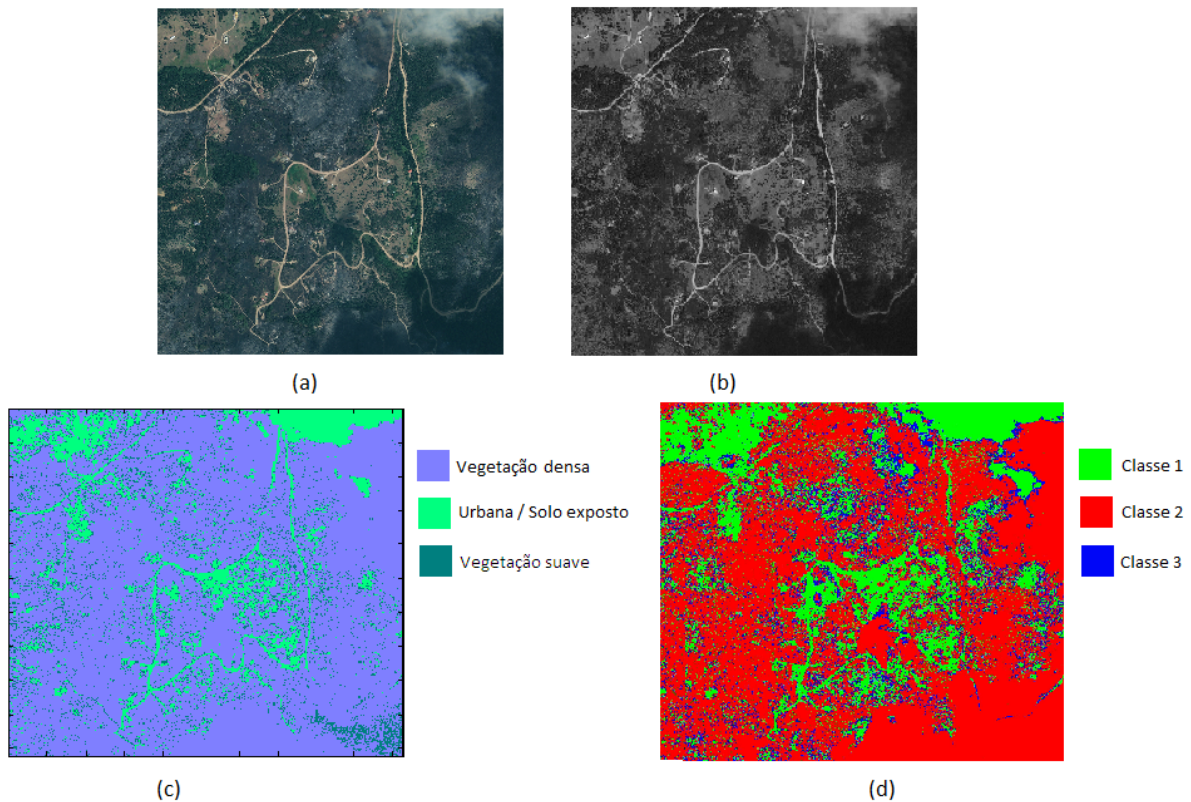 (a)
(b)
Vegetação densa
Urbana / Solo exposto
Vegetação suave
Classe 1
Classe 2
Classe 3
(c)
(d)